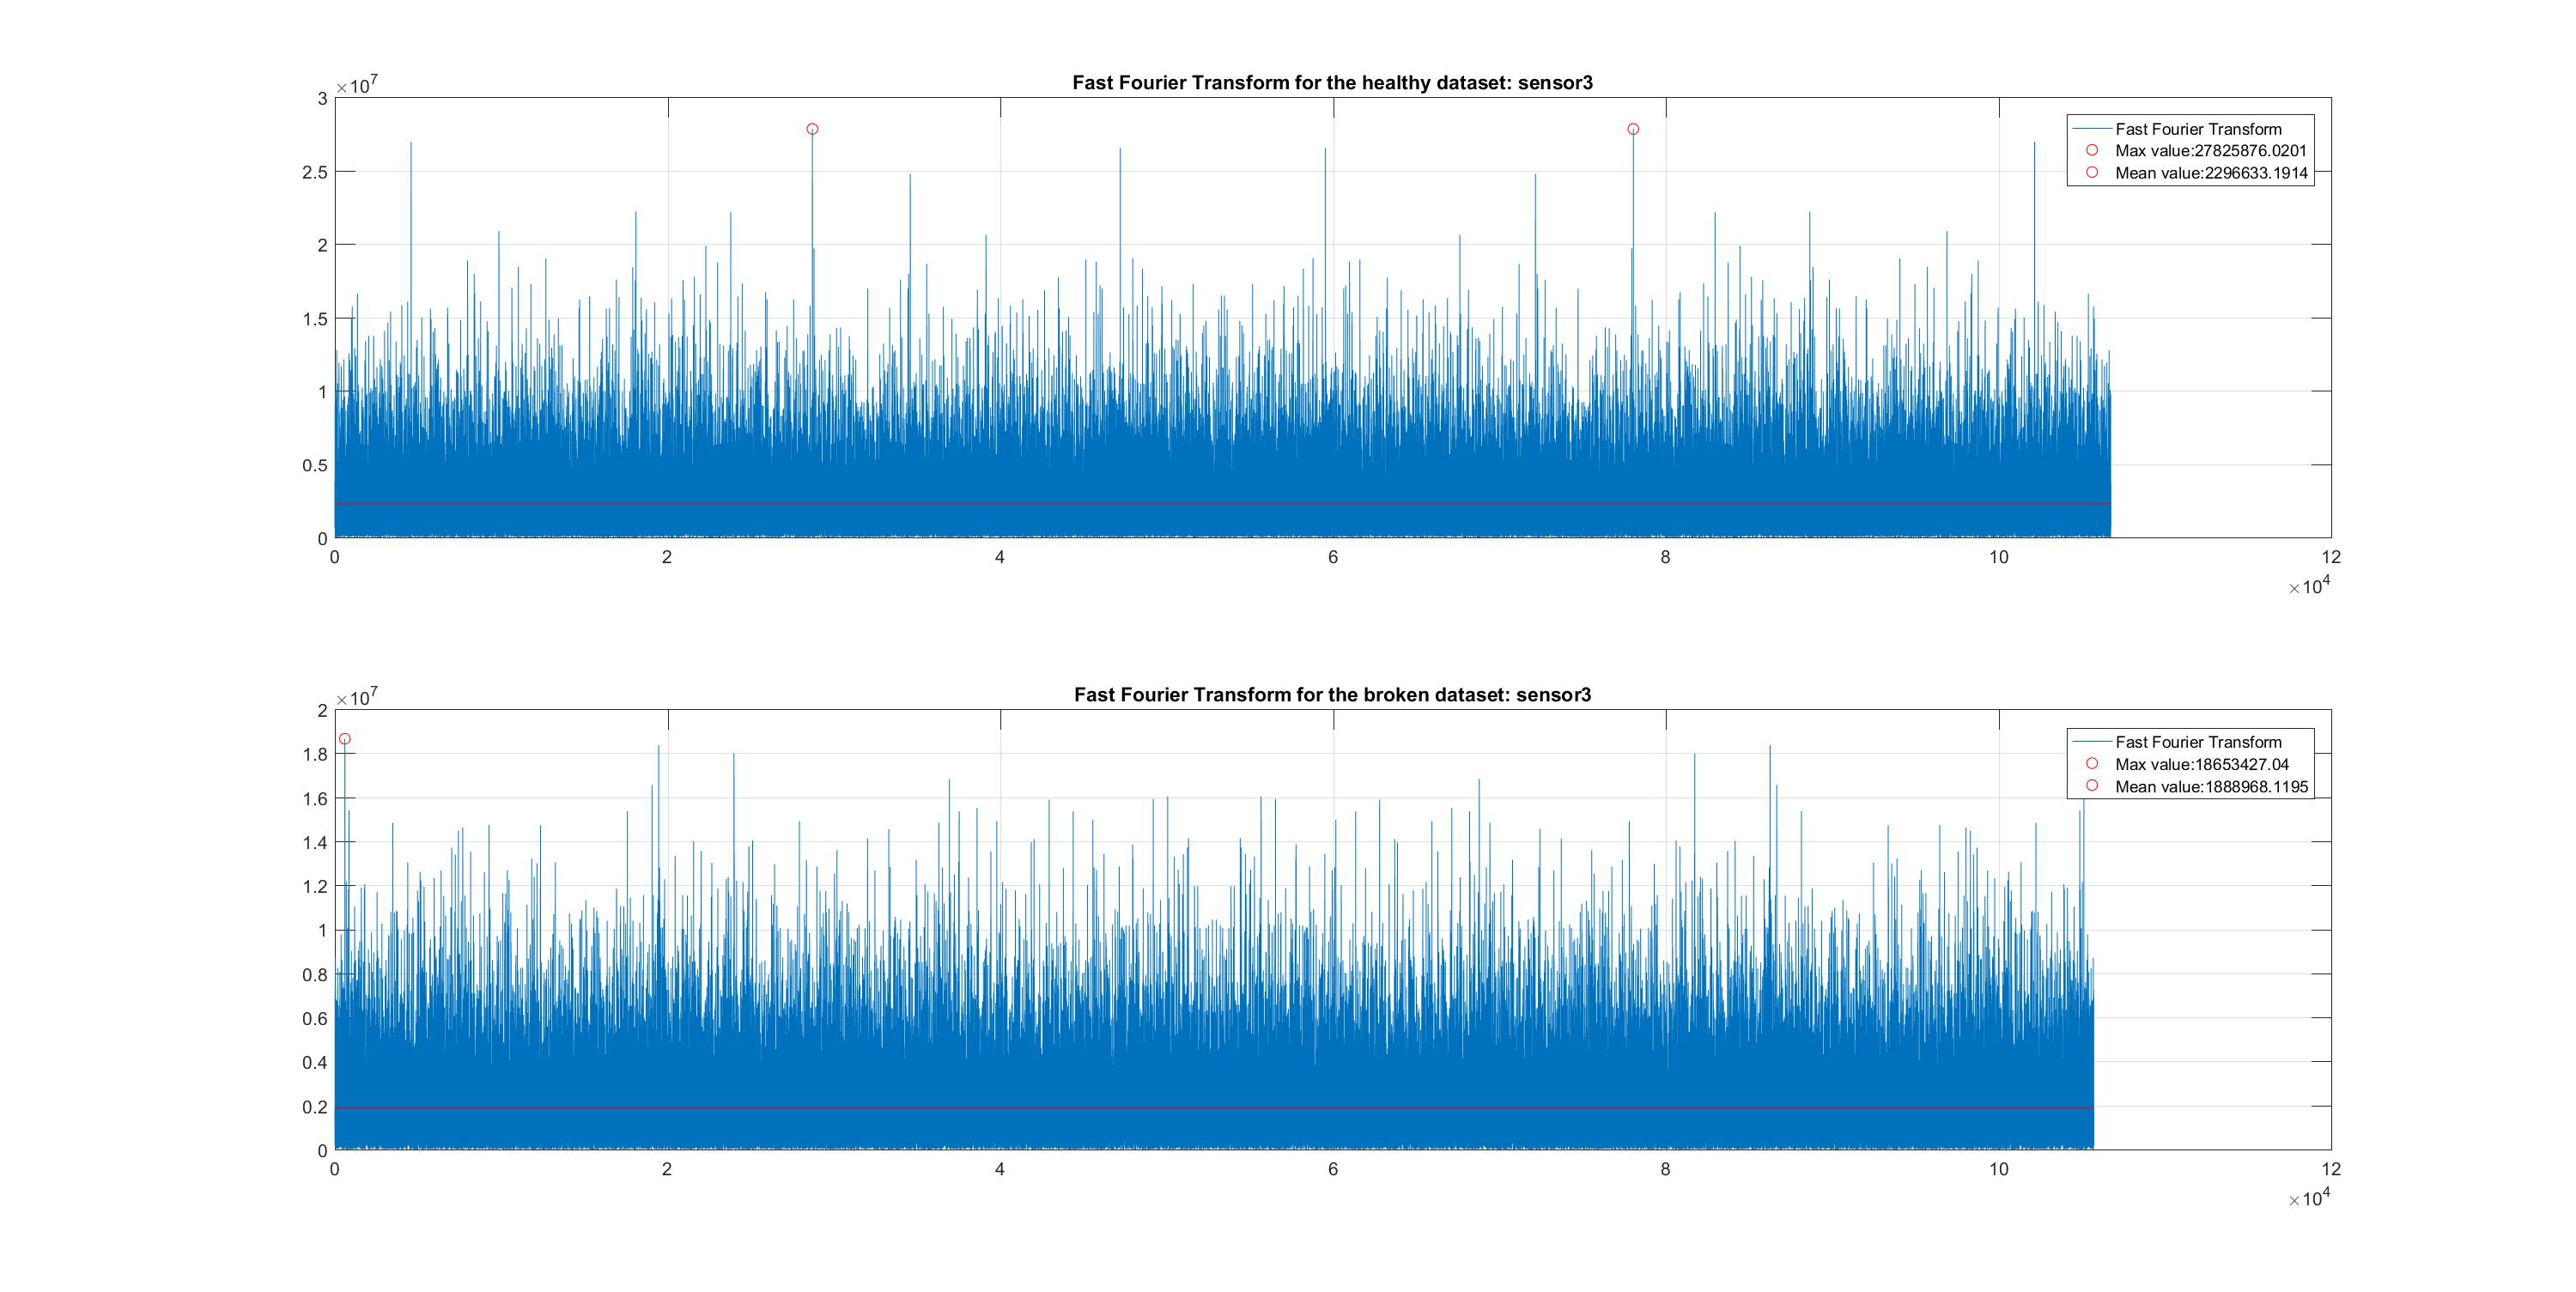 Fast Fourier Transform for the healthy dataset: sensor3
×10^7
3
2.5
2
1.5
1
0.5
0
0 2 4 6 8 10 12
×10^4
Fast Fourier Transform
Max value:27825876.0201
Mean value:2296633.1914
Fast Fourier Transform for the broken dataset: sensor3
×10^7
2
1.8
1.6
1.4
1.2
1
0.8
0.6
0.4
0.2
0
0 2 4 6 8 10 12
×10^4
Fast Fourier Transform
Max value:18653427.04
Mean value:1888968.1195